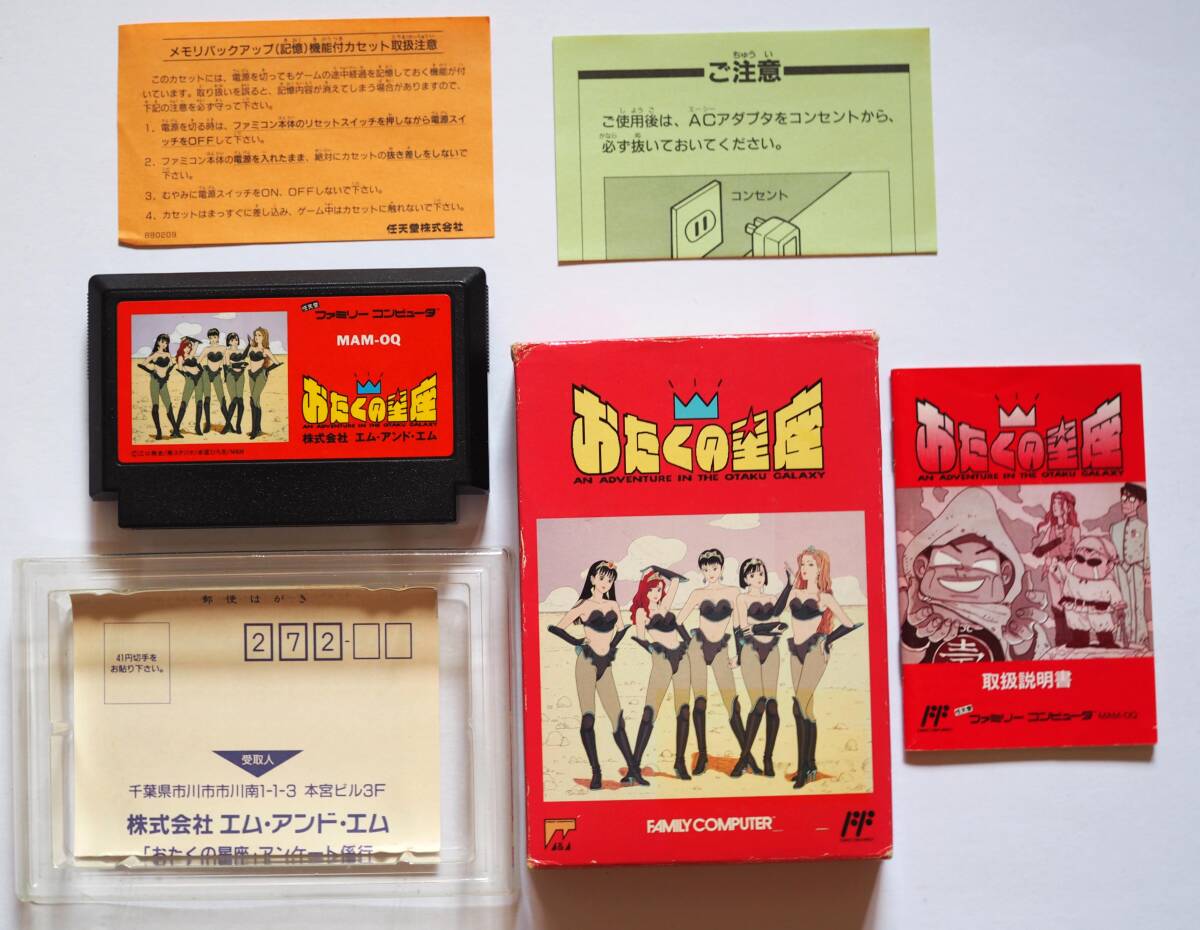 メモリバックアップ(記憶)機能付カセット取扱注意
このカセットには、電源を切ってもゲームの途中経過を記憶しておく機能が付
いています。取り扱いを誤ると、記憶内容が消えてしまう場合がありますので、
下記の注意を必ず守って下さい。
1. 電源を切る時は、ファミコン本体のリセットスイッチを押しながら電源スイ
ッチをOFFして下さい。
2. ファミコン本体の電源を入れたまま、絶対にカセットの抜き差しをしないで
下さい。
3. むやみに電源スイッチをON、OFFしないで下さい。
4. カセットはまっすぐに差し込み、ゲーム中はカセットに触れないで下さい。
890209
任天堂株式会社
ご注意
ご使用後は、ACアダプタをコンセントから、
必ず抜いておいてください。
コンセント
任天堂 ファミリー コンピュータ
MAM-OQ
おたくの星座
AN ADVENTURE IN THE OTAKU GALAXY
株式会社 エム・アンド・エム
おたくの星座
AN ADVENTURE IN THE OTAKU GALAXY
FAMILY COMPUTER
おたくの星座
AN ADVENTURE IN THE OTAKU GALAXY
取扱説明書
任天堂 ファミリー コンピュータ MAM-OQ
郵便はがき
41円切手を
お貼り下さい。
272-
受取人
千葉県市川市市川南1-1-3 本宮ビル3F
株式会社 エム・アンド・エム
「おたくの星座」アンケート係行